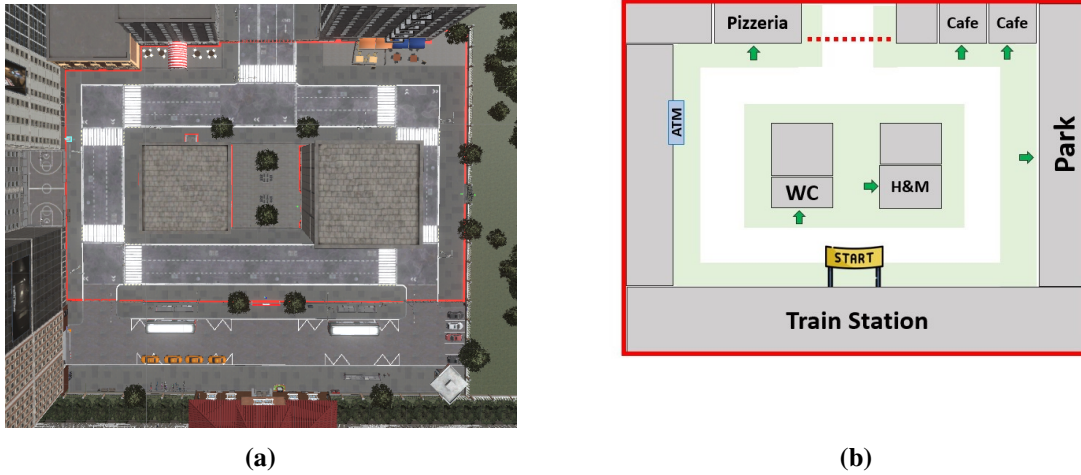 Pizzeria
Cafe
Cafe
ATM
Park
WC
H&M
START
Train Station
(a)
(b)